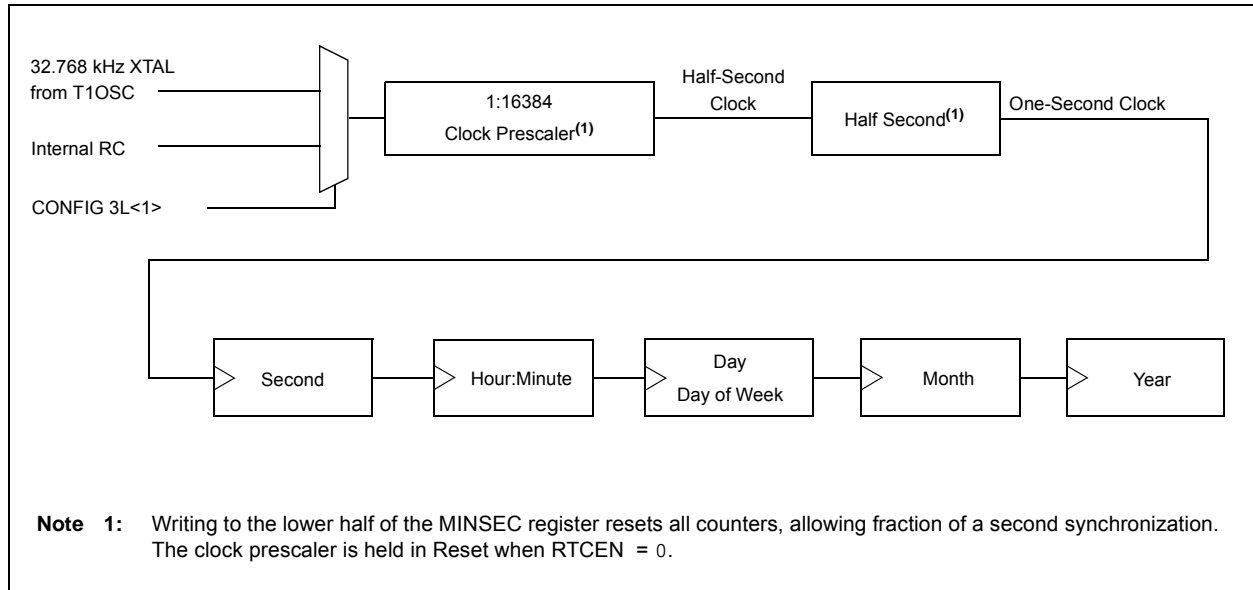 32.768 kHz XTAL
from T1OSC
Internal RC
CONFIG 3L<1>
1:16384
Clock Prescaler(1)
Half-Second
Clock
Half Second(1)
One-Second Clock
Second
Hour:Minute
Day
Day of Week
Month
Year
Note 1: Writing to the lower half of the MINSEC register resets all counters, allowing fraction of a second synchronization.
The clock prescaler is held in Reset when RTCEN = 0.